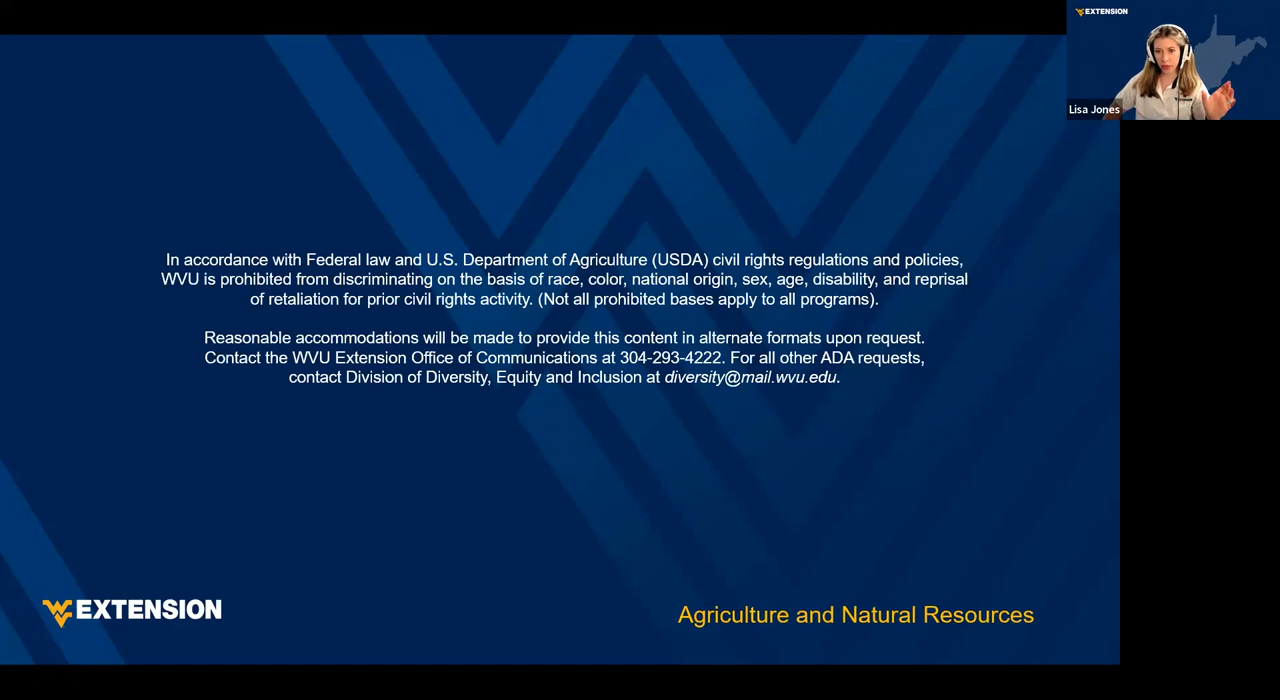 EXTENSION
Lisa Jones
In accordance with Federal law and U.S. Department of Agriculture (USDA) civil rights regulations and policies,
WVU is prohibited from discriminating on the basis of race, color, national origin, sex, age, disability, and reprisal
of retaliation for prior civil rights activity. (Not all prohibited bases apply to all programs).
Reasonable accommodations will be made to provide this content in alternate formats upon request.
Contact the WVU Extension Office of Communications at 304-293-4222. For all other ADA requests,
contact Division of Diversity, Equity and Inclusion at diversity@mail.wvu.edu.
EXTENSION
Agriculture and Natural Resources